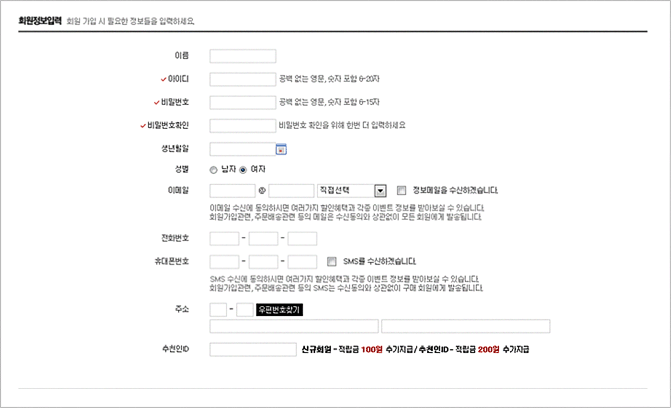 회원정보입력 회원 가입 시 필요한 정보들을 입력하세요.
이름
아이디 공백 없는 영문, 숫자 포함 6-20자
비밀번호 공백 없는 영문, 숫자 포함 6-15자
비밀번호확인 비밀번호 확인을 위해 한번 더 입력하세요
생년월일
성별 남자 여자
이메일 @ 직접선택 정보메일을 수신하겠습니다.
이메일 수신에 동의하시면 여러가지 할인혜택과 각종 이벤트 정보를 받아보실 수 있습니다.
회원가입관련, 주문배송관련 등의 메일은 수신동의와 상관없이 모든 회원에게 발송됩니다.
전화번호 - -
휴대폰번호 - - SMS를 수신하겠습니다.
SMS 수신에 동의하시면 여러가지 할인혜택과 각종 이벤트 정보를 받아보실 수 있습니다.
회원가입관련, 주문배송관련 등의 SMS는 수신동의와 상관없이 구매 회원에게 발송됩니다.
주소 - 우편번호찾기
추천인ID 신규회원 - 적립금 100원 추가지급 / 추천인ID - 적립금 200원 추가지급